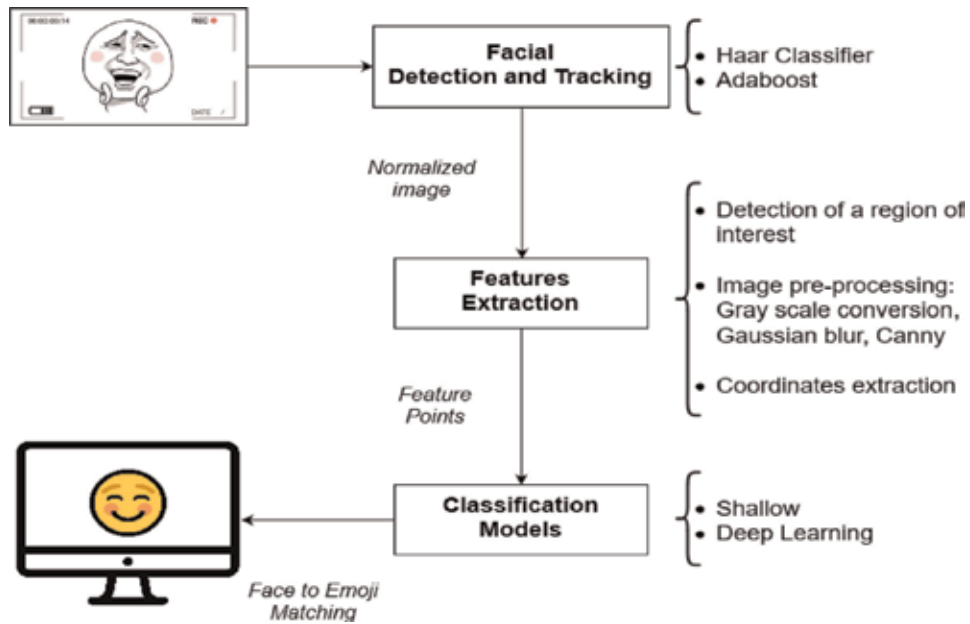 REC
DATE /
Facial
Detection and Tracking
• Haar Classifier
• Adaboost
Normalized
image
• Detection of a region of
interest
Features
Extraction
• Image pre-processing:
Gray scale conversion,
Gaussian blur, Canny
• Coordinates extraction
Feature
Points
Classification
Models
• Shallow
• Deep Learning
Face to Emoji
Matching